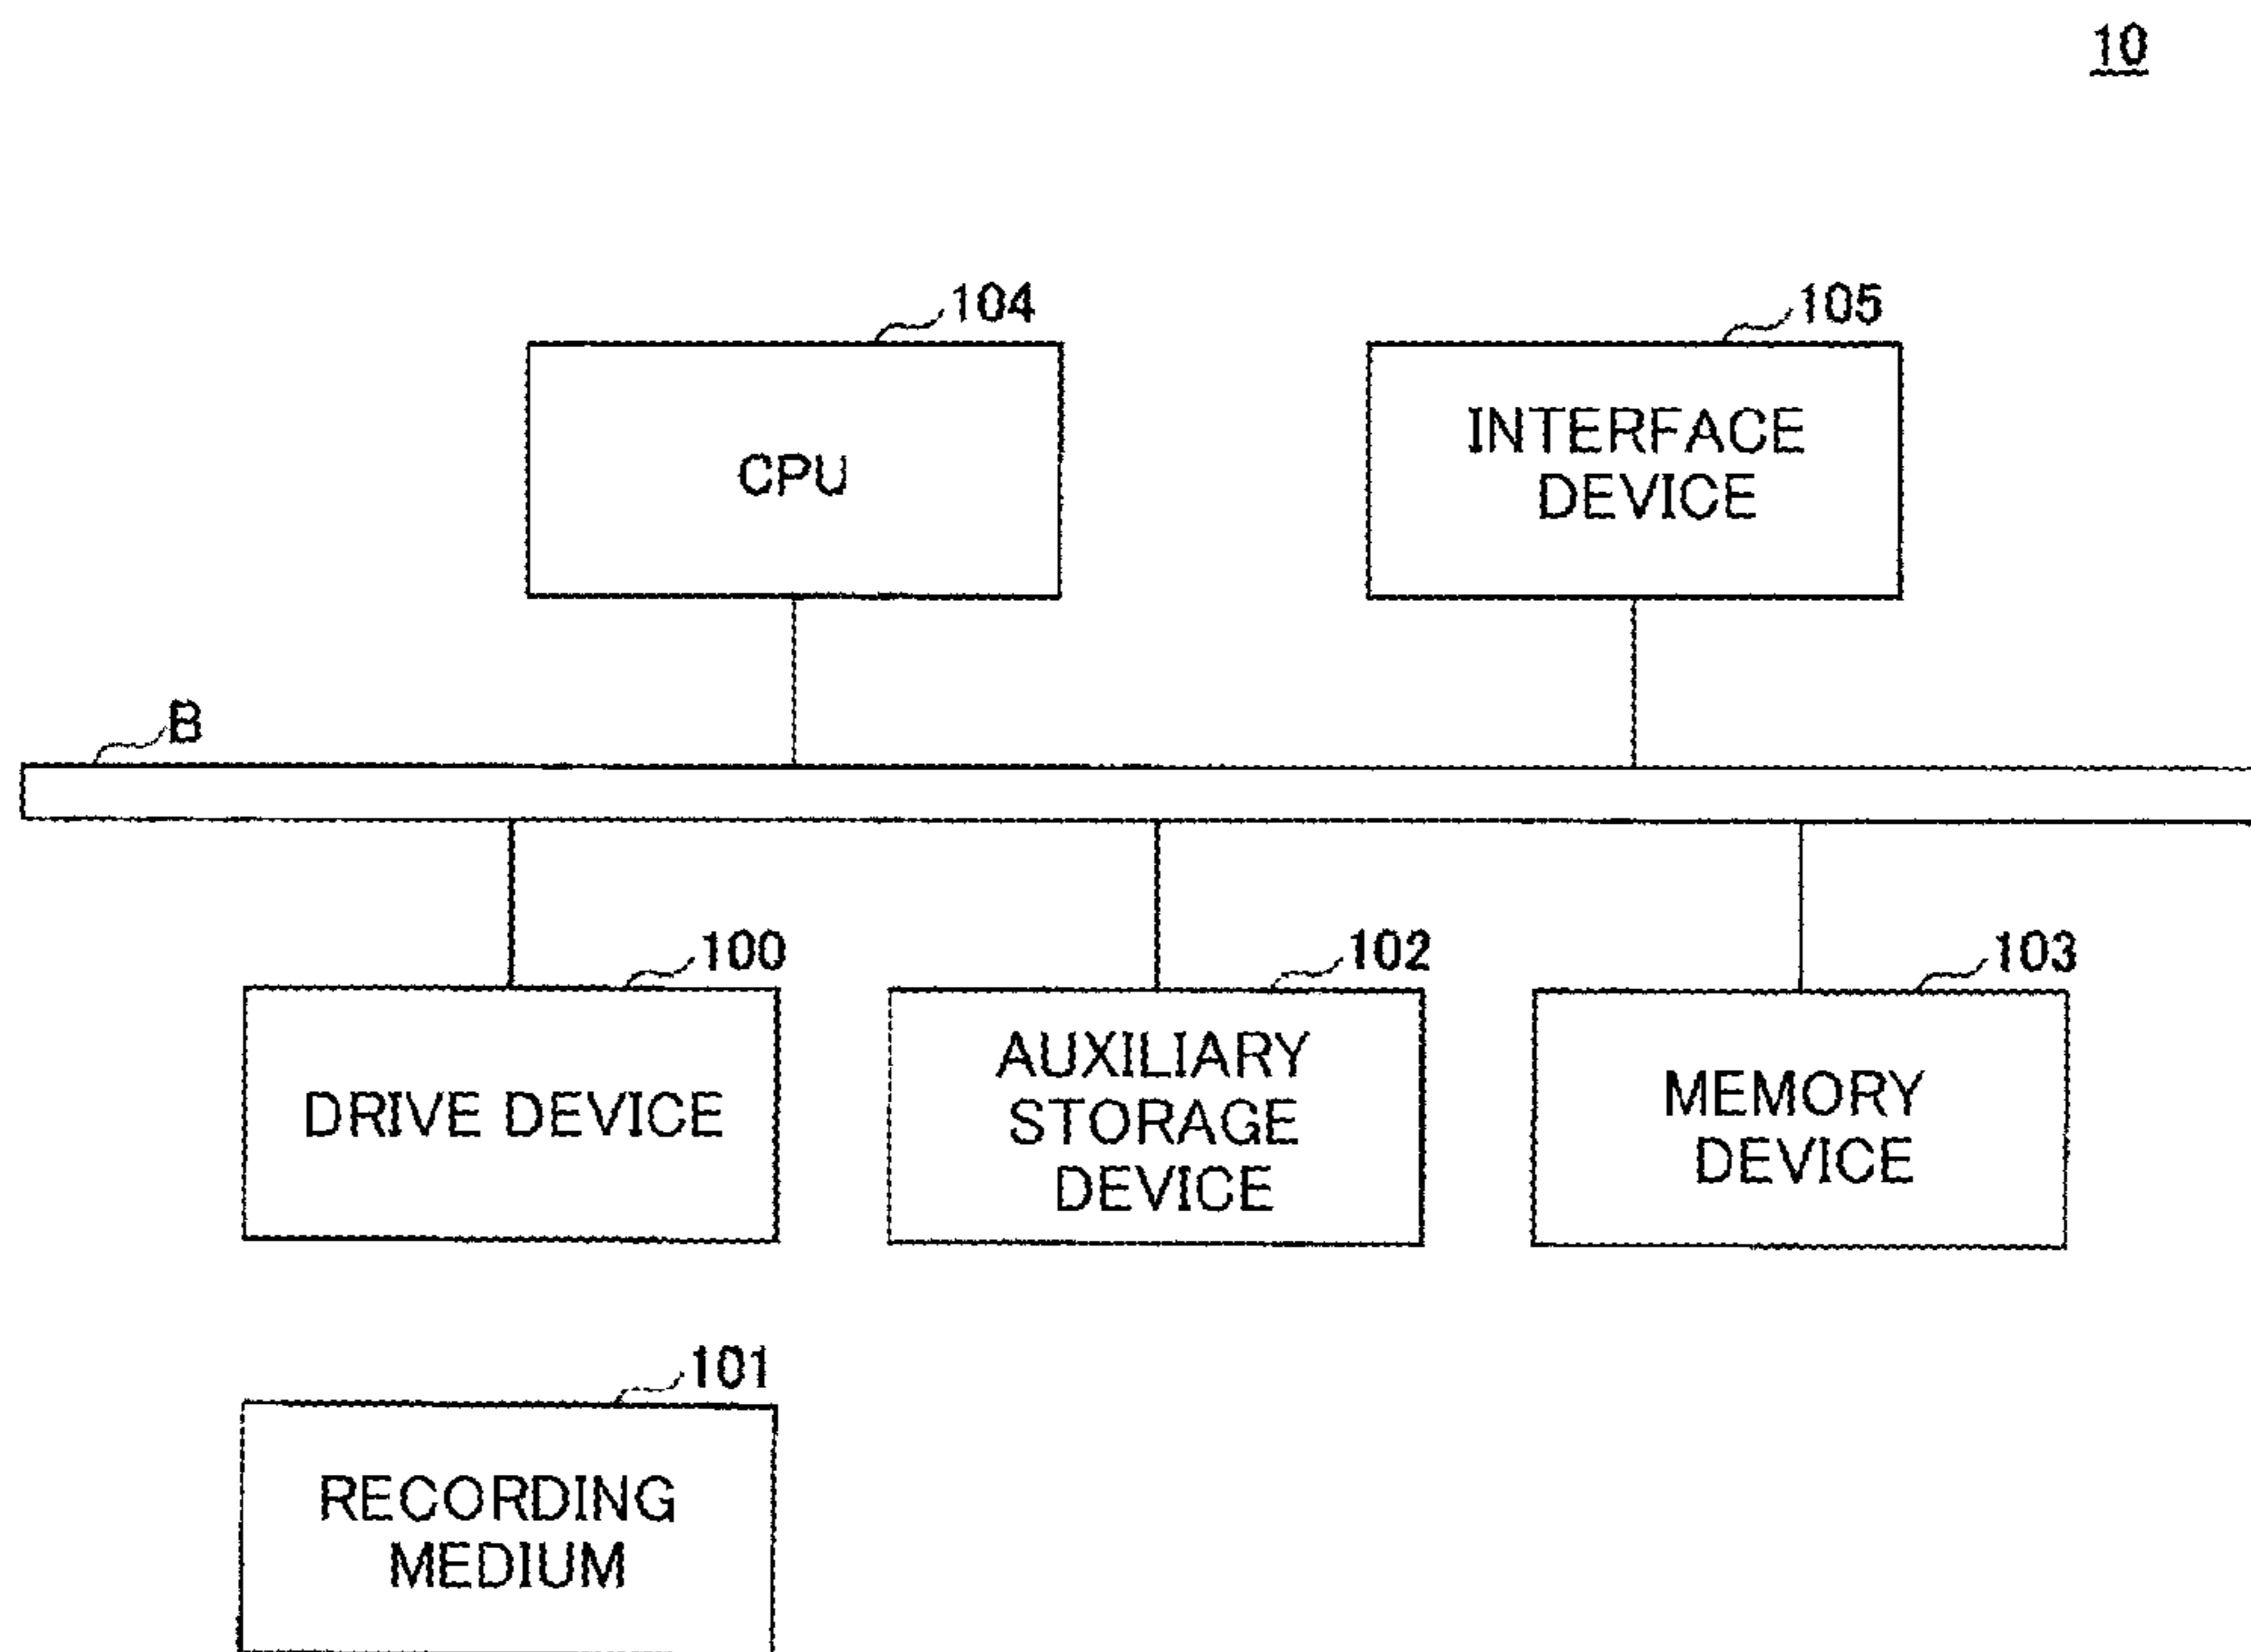 10
104
105
CPU
INTERFACE
DEVICE
B
100
102
103
DRIVE DEVICE
AUXILIARY
STORAGE
DEVICE
MEMORY
DEVICE
101
RECORDING
MEDIUM